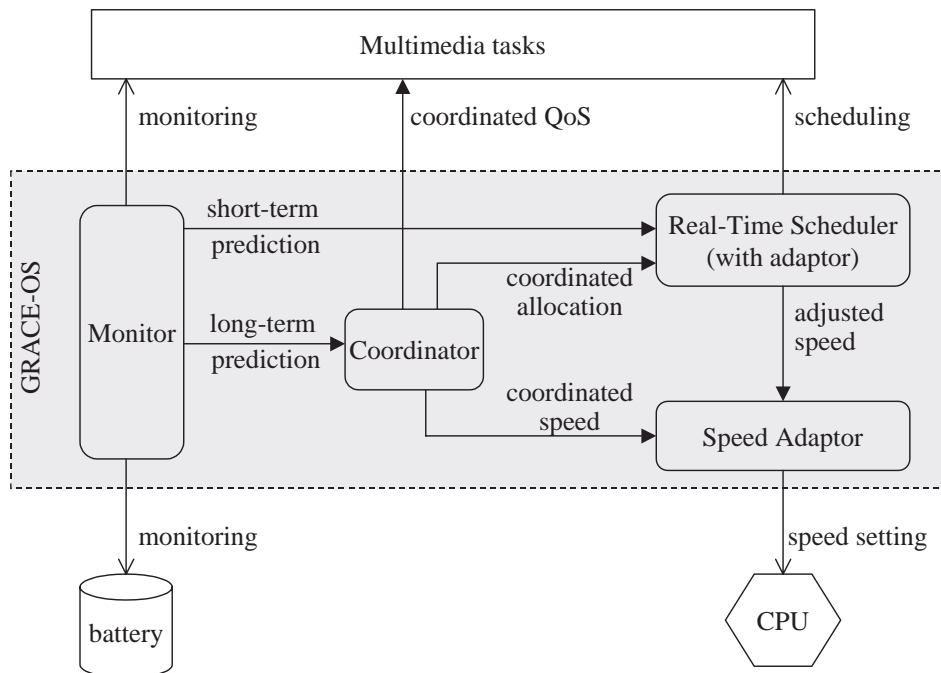 Multimedia tasks
monitoring
coordinated QoS
scheduling
GRACE-OS
Monitor
short-term
prediction
Real-Time Scheduler
(with adaptor)
coordinated
allocation
long-term
prediction
Coordinator
adjusted
speed
coordinated
speed
Speed Adaptor
monitoring
speed setting
battery
CPU